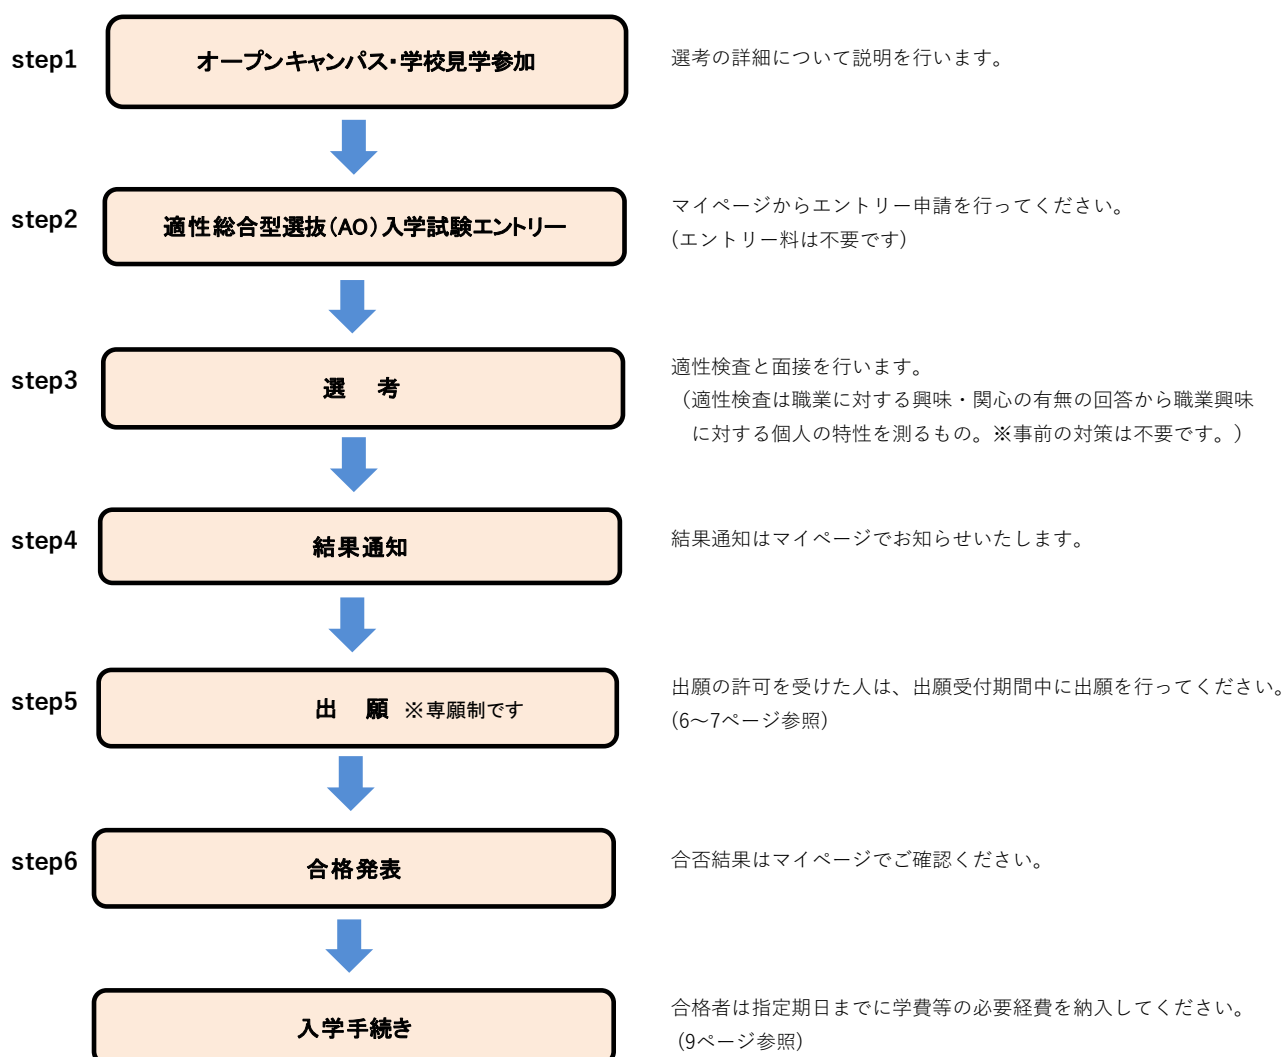 step1
オープンキャンパス・学校見学参加
選考の詳細について説明を行います。
step2
適性総合型選抜(AO)入学試験エントリー
マイページからエントリー申請を行ってください。
(エントリー料は不要です)
step3
選 考
適性検査と面接を行います。
（適性検査は職業に対する興味・関心の有無の回答から職業興味
に対する個人の特性を測るもの。※事前の対策は不要です。）
step4
結果通知
結果通知はマイページでお知らせいたします。
step5
出 願 ※専願制です
出願の許可を受けた人は、出願受付期間中に出願を行ってください。
(6～7ページ参照)
step6
合格発表
合否結果はマイページでご確認ください。
入学手続き
合格者は指定期日までに学費等の必要経費を納入してください。
(9ページ参照)